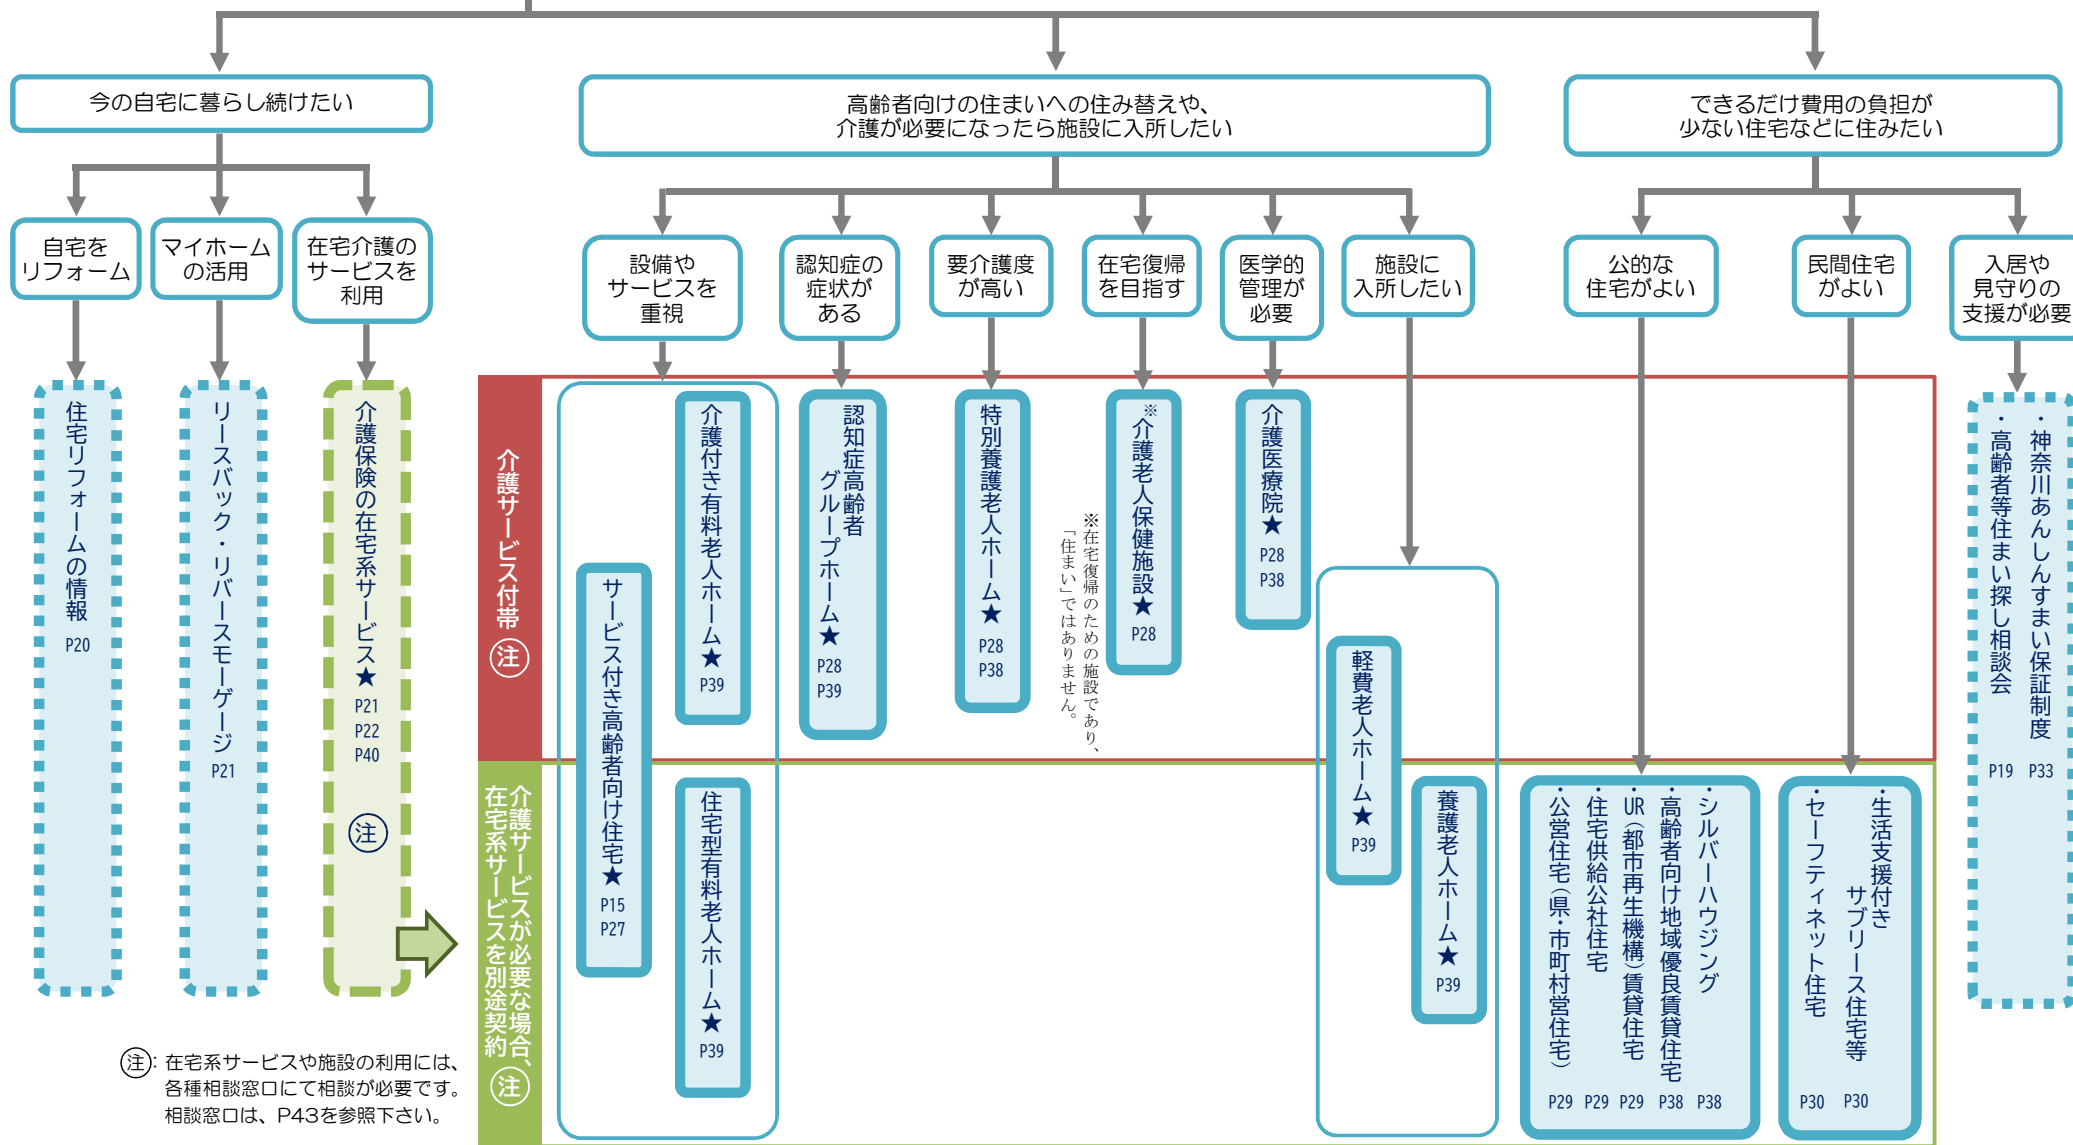 今の自宅に暮らし続けたい
高齢者向けの住まいへの住み替えや、
介護が必要になったら施設に入所したい
できるだけ費用の負担が
少ない住宅などに住みたい
自宅を
リフォーム
マイホーム
の活用
在宅介護の
サービスを
利用
設備や
サービスを
重視
認知症の
症状が
ある
要介護度
が高い
在宅復帰
を目指す
医学的
管理が
必要
施設に
入所したい
公的な
住宅がよい
民間住宅
がよい
入居や
見守りの
支援が必要
住宅リフォームの情報 P20
リースバック・リバースモーゲージ P21
介護保険の在宅系サービス★ P21
P22
P40
注
介護サービス付帯 注
介護サービスが必要な場合、
在宅系サービスを別途契約 注
サービス付き高齢者向け住宅★ P15
P27
介護付き有料老人ホーム★ P39
住宅型有料老人ホーム★ P39
認知症高齢者
グループホーム★ P28
P39
特別養護老人ホーム★ P28
P38
※介護老人保健施設★ P28
※在宅復帰のための施設であり、
「住まい」ではありません。
介護医療院★ P28
P38
軽費老人ホーム★ P39
養護老人ホーム★ P39
・シルバーハウジング P38
・高齢者向け地域優良賃貸住宅 P38
・UR(都市再生機構)賃貸住宅 P29
・住宅供給公社住宅 P29
・公営住宅(県・市町村営住宅) P29
・生活支援付き
サブリース住宅等 P30
・セーフティネット住宅 P30
・神奈川あんしんすまい保証制度 P33
・高齢者等住まい探し相談会 P19
注:在宅系サービスや施設の利用には、
各種相談窓口にて相談が必要です。
相談窓口は、P43を参照下さい。